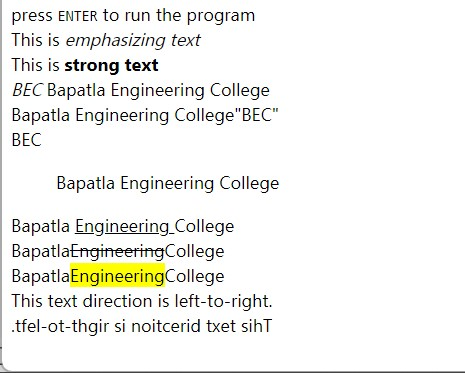 press ENTER to run the program
This is emphasizing text
This is strong text
BEC Bapatla Engineering College
Bapatla Engineering College"BEC"
BEC
Bapatla Engineering College
Bapatla Engineering College
BapatlaEngineeringCollege
BapatlaEngineeringCollege
This text direction is left-to-right.
.tfel-ot-thgir si noitcerid txet sihT